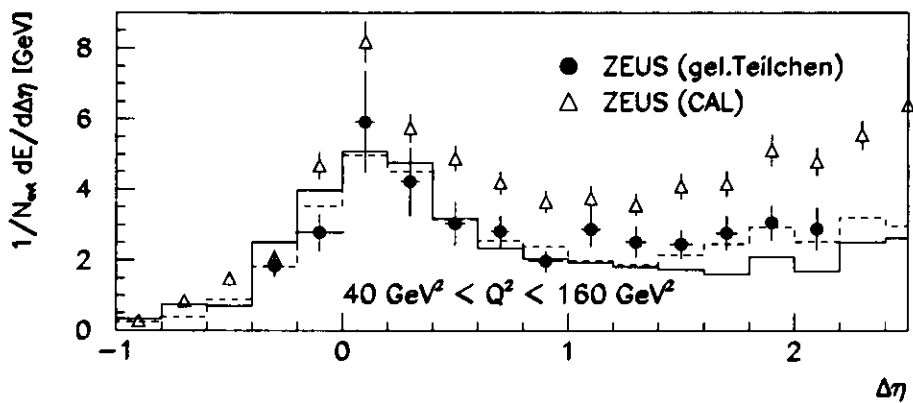 1/N_evt dE/dΔη [GeV]
8
6
4
2
0
ZEUS (gel.Teilchen)
ZEUS (CAL)
40 GeV² < Q² < 160 GeV²
-1 0 1 2
Δη